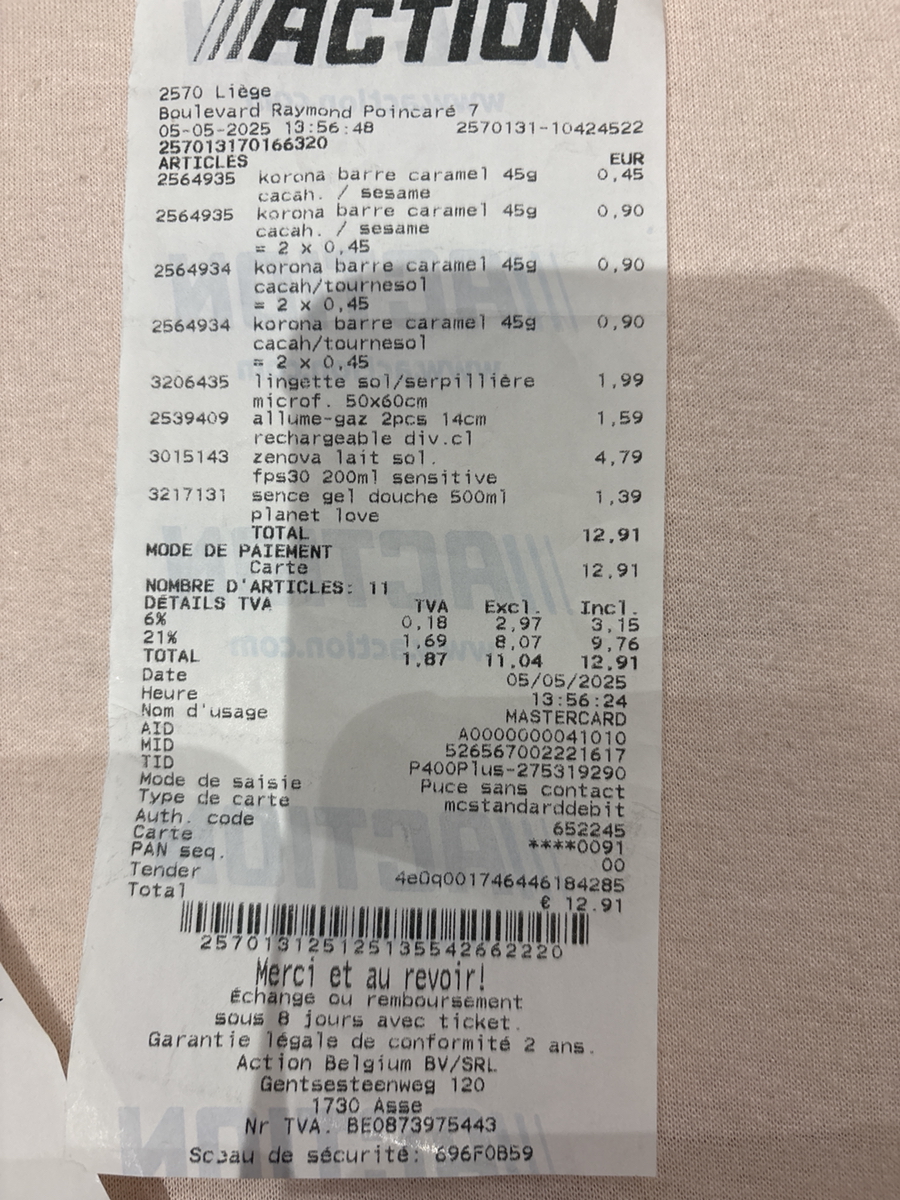 ACTION
2570 Liège
Boulevard Raymond Poincaré 7
05-05-2025 13:56:48 2570131-10424522
257013170166320
ARTICLES EUR
2564935 korona barre caramel 45g 0,45
cacah. / sesame
2564935 korona barre caramel 45g 0,90
cacah. / sesame
= 2 x 0,45
2564934 korona barre caramel 45g 0,90
cacah/tournesol
= 2 x 0,45
2564934 korona barre caramel 45g 0,90
cacah/tournesol
= 2 x 0,45
3206435 lingette sol/serpillière 1,99
microf. 50x60cm
2539409 allume-gaz 2pcs 14cm 1,59
rechargeable div.cl
3015143 zenova lait sol. 4,79
fps30 200ml sensitive
3217131 sence gel douche 500ml 1,39
planet love
TOTAL 12,91
MODE DE PAIEMENT
Carte 12,91
NOMBRE D'ARTICLES: 11
DÉTAILS TVA TVA Excl. Incl.
6% 0,18 2,97 3,15
21% 1,69 8,07 9,76
TOTAL 1,87 11,04 12,91
Date 05/05/2025
Heure 13:56:24
Nom d'usage MASTERCARD
AID A0000000041010
MID 526567002221617
TID P400Plus-275319290
Mode de saisie Puce sans contact
Type de carte mcstandarddebit
Auth. code 652245
Carte ****0091
PAN seq. 00
Tender 4e0q001746446184285
Total € 12.91
257013125125135542662220
Merci et au revoir!
Échange ou remboursement
sous 8 jours avec ticket.
Garantie légale de conformité 2 ans.
Action Belgium BV/SRL
Gentsesteenweg 120
1730 Asse
Nr TVA. BE0873975443
Sceau de sécurité: 696F0B59